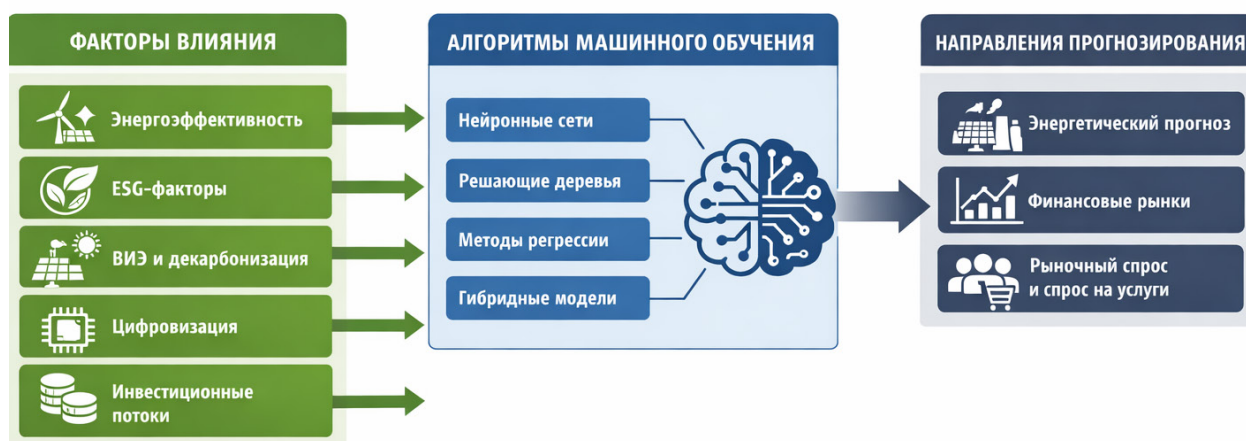 ФАКТОРЫ ВЛИЯНИЯ
Энергоэффективность
ESG-факторы
ВИЭ и декарбонизация
Цифровизация
Инвестиционные
потоки
АЛГОРИТМЫ МАШИННОГО ОБУЧЕНИЯ
Нейронные сети
Решающие деревья
Методы регрессии
Гибридные модели
НАПРАВЛЕНИЯ ПРОГНОЗИРОВАНИЯ
Энергетический прогноз
Финансовые рынки
Рыночный спрос
и спрос на услуги